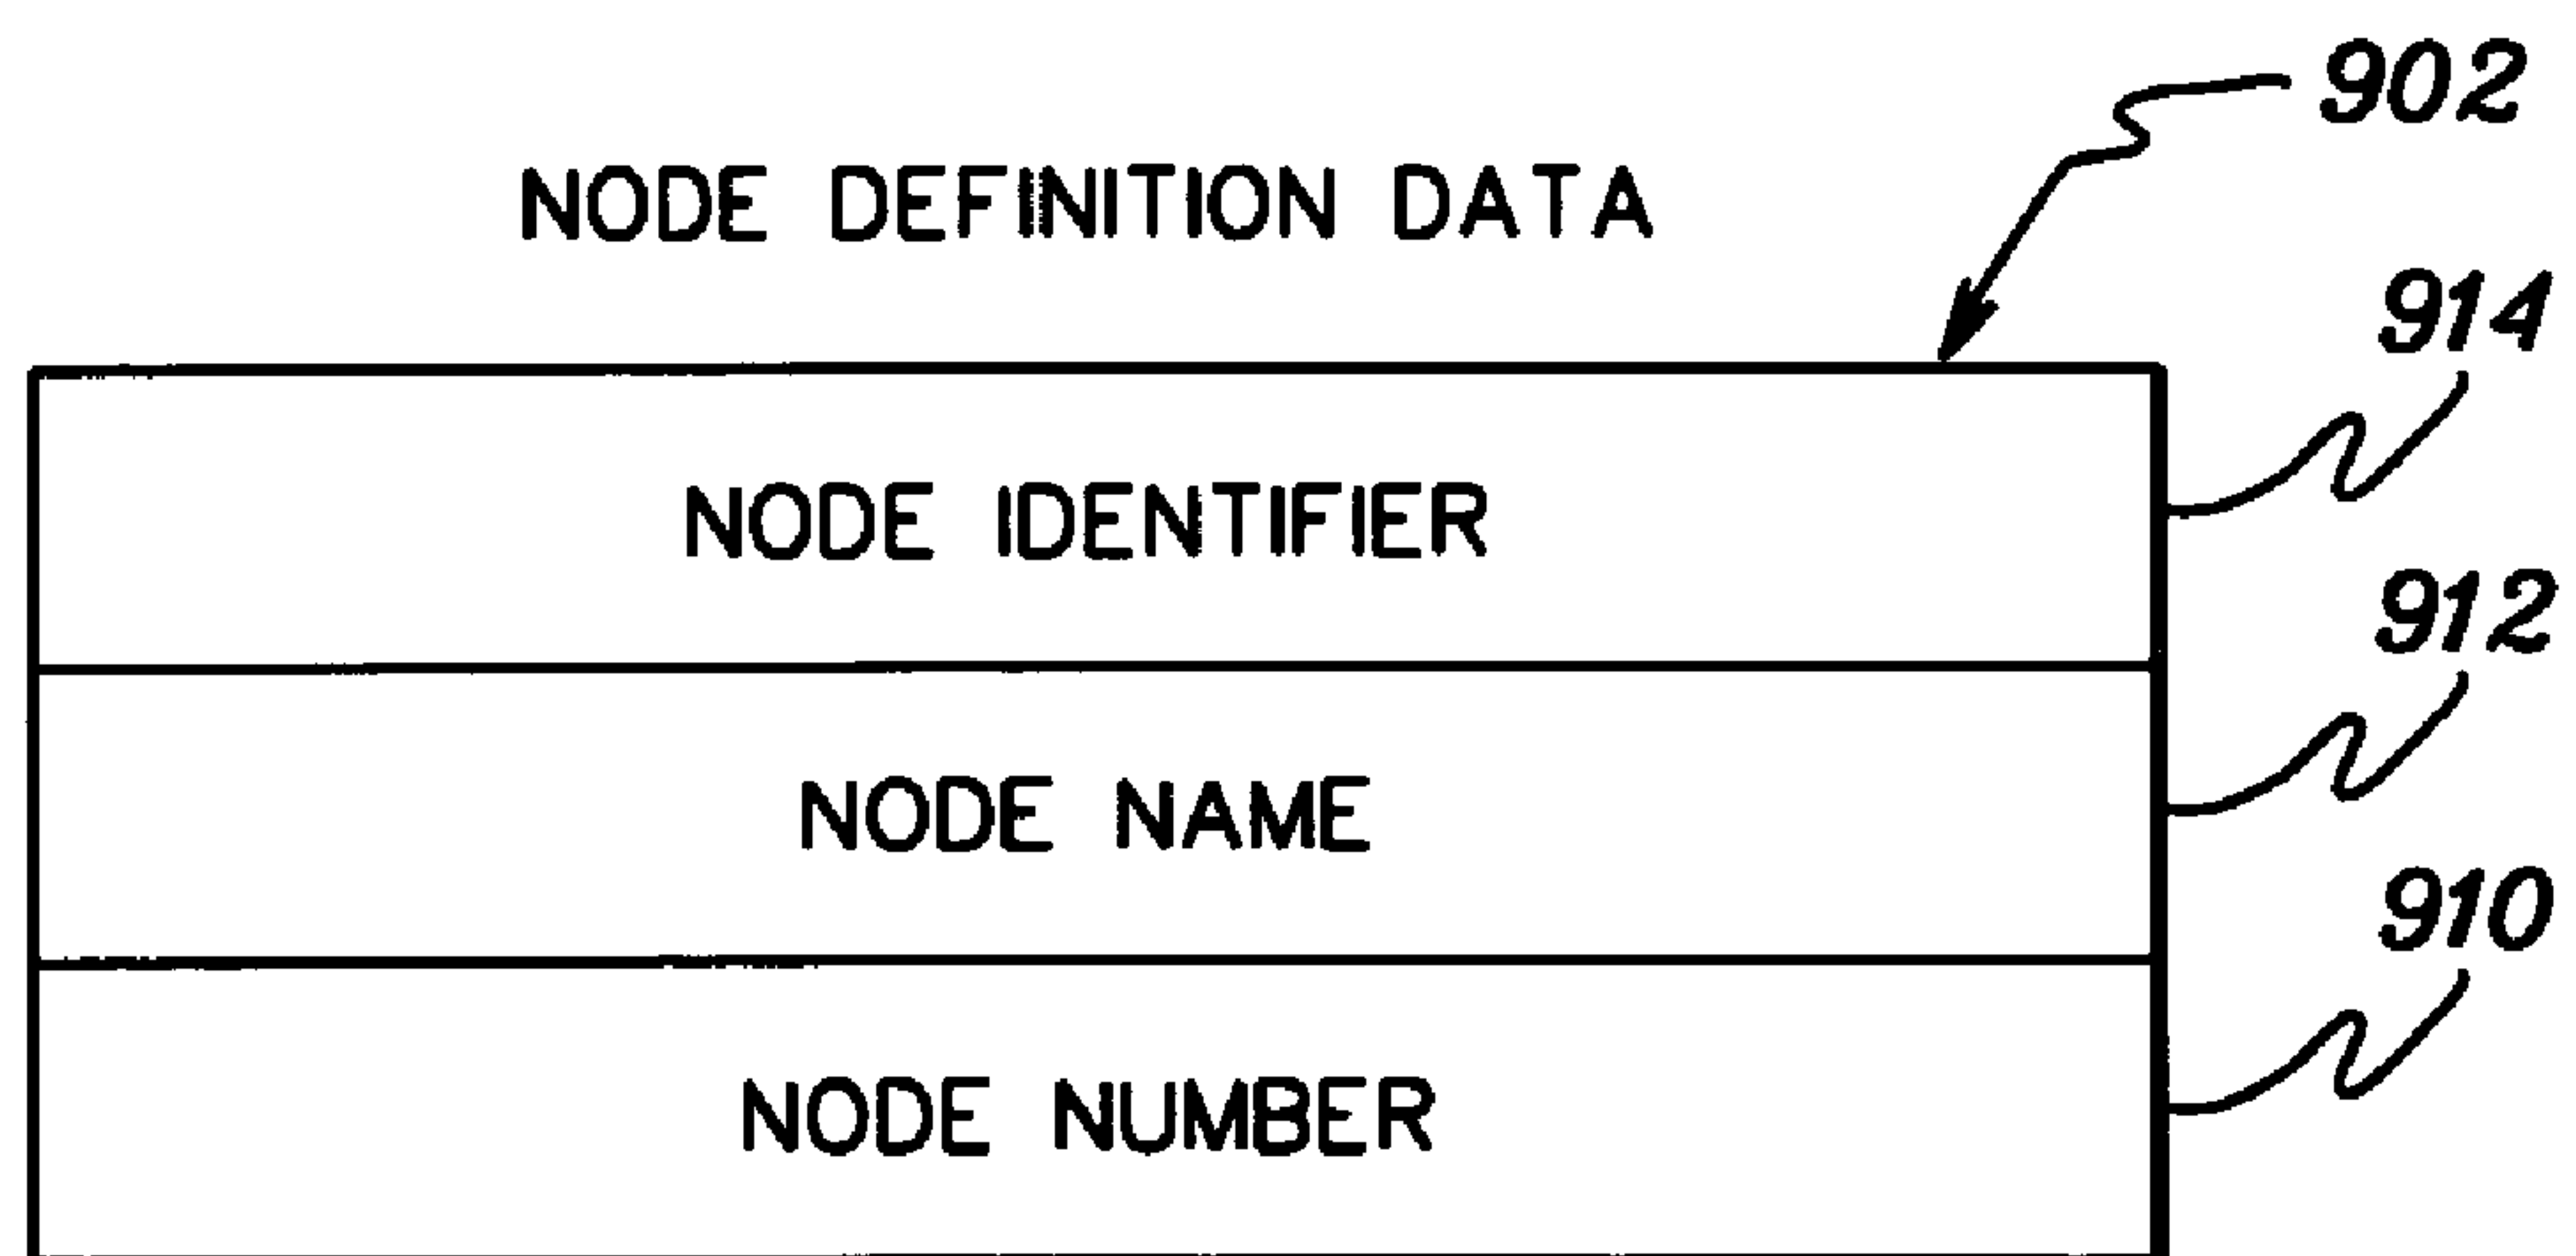 902
NODE DEFINITION DATA
914
NODE IDENTIFIER
912
NODE NAME
910
NODE NUMBER